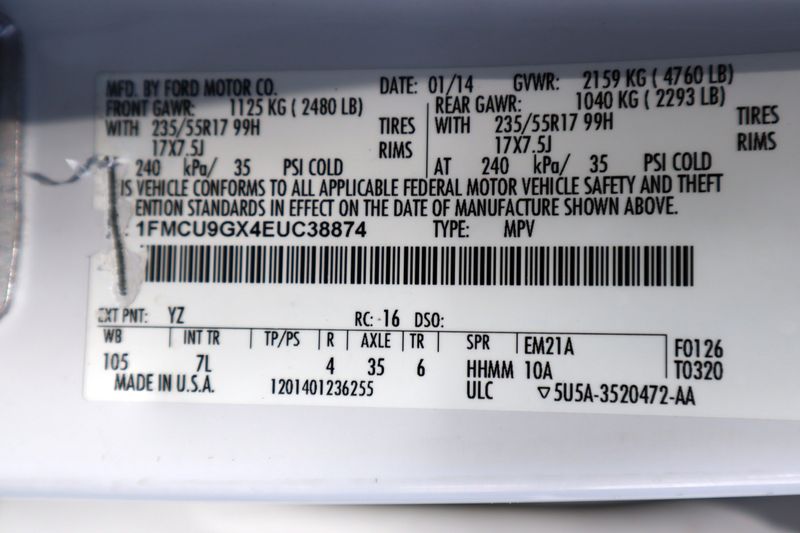 MFD. BY FORD MOTOR CO. DATE: 01/14 GVWR: 2159 KG ( 4760 LB)
FRONT GAWR: 1125 KG ( 2480 LB) REAR GAWR: 1040 KG ( 2293 LB)
WITH 235/55R17 99H TIRES WITH 235/55R17 99H TIRES
17X7.5J RIMS 17X7.5J RIMS
240 kPa/ 35 PSI COLD AT 240 kPa/ 35 PSI COLD
IS VEHICLE CONFORMS TO ALL APPLICABLE FEDERAL MOTOR VEHICLE SAFETY AND THEFT
ENTION STANDARDS IN EFFECT ON THE DATE OF MANUFACTURE SHOWN ABOVE.
1FMCU9GX4EUC38874 TYPE: MPV
EXT PNT: YZ RC: 16 DSO:
WB INT TR TP/PS R AXLE TR SPR EM21A F0126
105 7L 4 35 6 HHMM 10A T0320
MADE IN U.S.A. 1201401236255 ULC ▽5U5A-3520472-AA